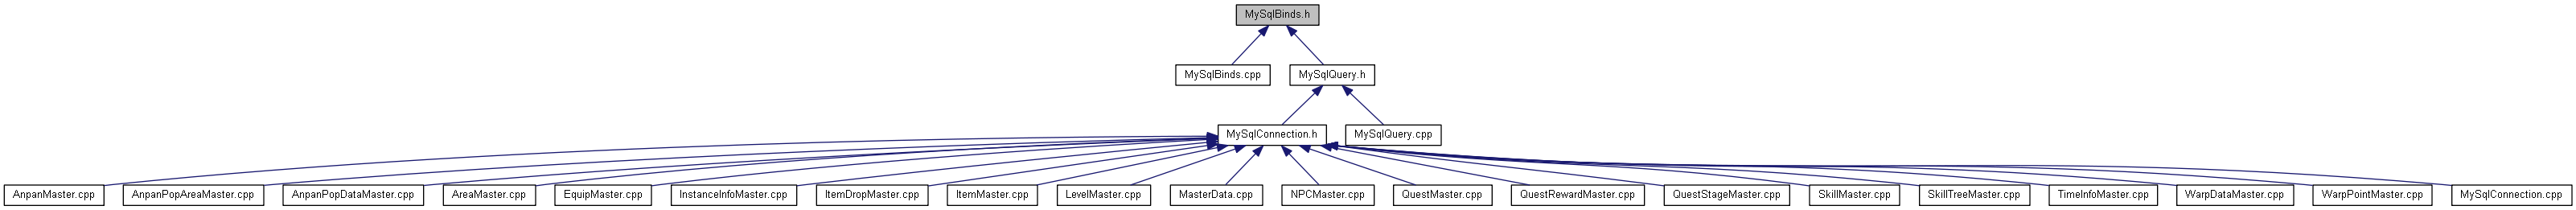 MySqlBinds.h
MySqlBinds.cpp
MySqlQuery.h
MySqlConnection.h
MySqlQuery.cpp
AnpanMaster.cpp
AnpanPopAreaMaster.cpp
AnpanPopDataMaster.cpp
AreaMaster.cpp
EquipMaster.cpp
InstanceInfoMaster.cpp
ItemDropMaster.cpp
ItemMaster.cpp
LevelMaster.cpp
MasterData.cpp
NPCMaster.cpp
QuestMaster.cpp
QuestRewardMaster.cpp
QuestStageMaster.cpp
SkillMaster.cpp
SkillTreeMaster.cpp
TimeInfoMaster.cpp
WarpDataMaster.cpp
WarpPointMaster.cpp
MySqlConnection.cpp